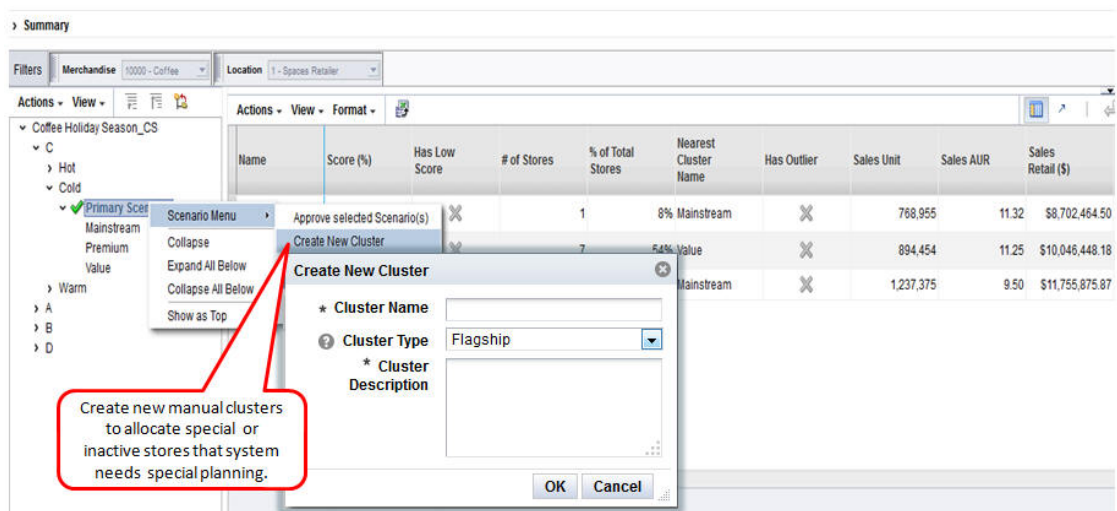 Summary
Filters Merchandise 10000 - Coffee Location 1 - Spaces Retailer
Actions View
Actions View Format
Coffee Holiday Season_CS
C
Hot
Cold
Primary Scen
Mainstream
Premium
Value
Warm
A
B
D
Name Score (%) Has Low Score # of Stores % of Total Stores Nearest Cluster Name Has Outlier Sales Unit Sales AUR Sales Retail ($)
1 8% Mainstream 768,955 11.32 $8,702,464.50
7 54% Value 894,454 11.25 $10,046,448.18
Mainstream 1,237,375 9.50 $11,755,875.87
Scenario Menu
Collapse
Expand All Below
Collapse All Below
Show as Top
Approve selected Scenario(s)
Create New Cluster
Create New Cluster
* Cluster Name
? Cluster Type Flagship
* Cluster
Description
OK Cancel
Create new manual clusters
to allocate special or
inactive stores that system
needs special planning.